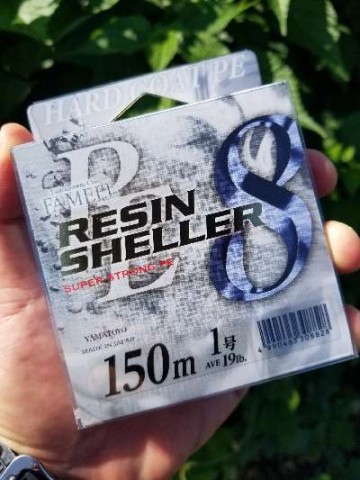 HARD COAT PE
PE
FAMELL
RESIN
SHELLER
8
SUPER STRONG PE
YAMATOYO
MADE IN JAPAN
150m 1号
AVE 19lb.